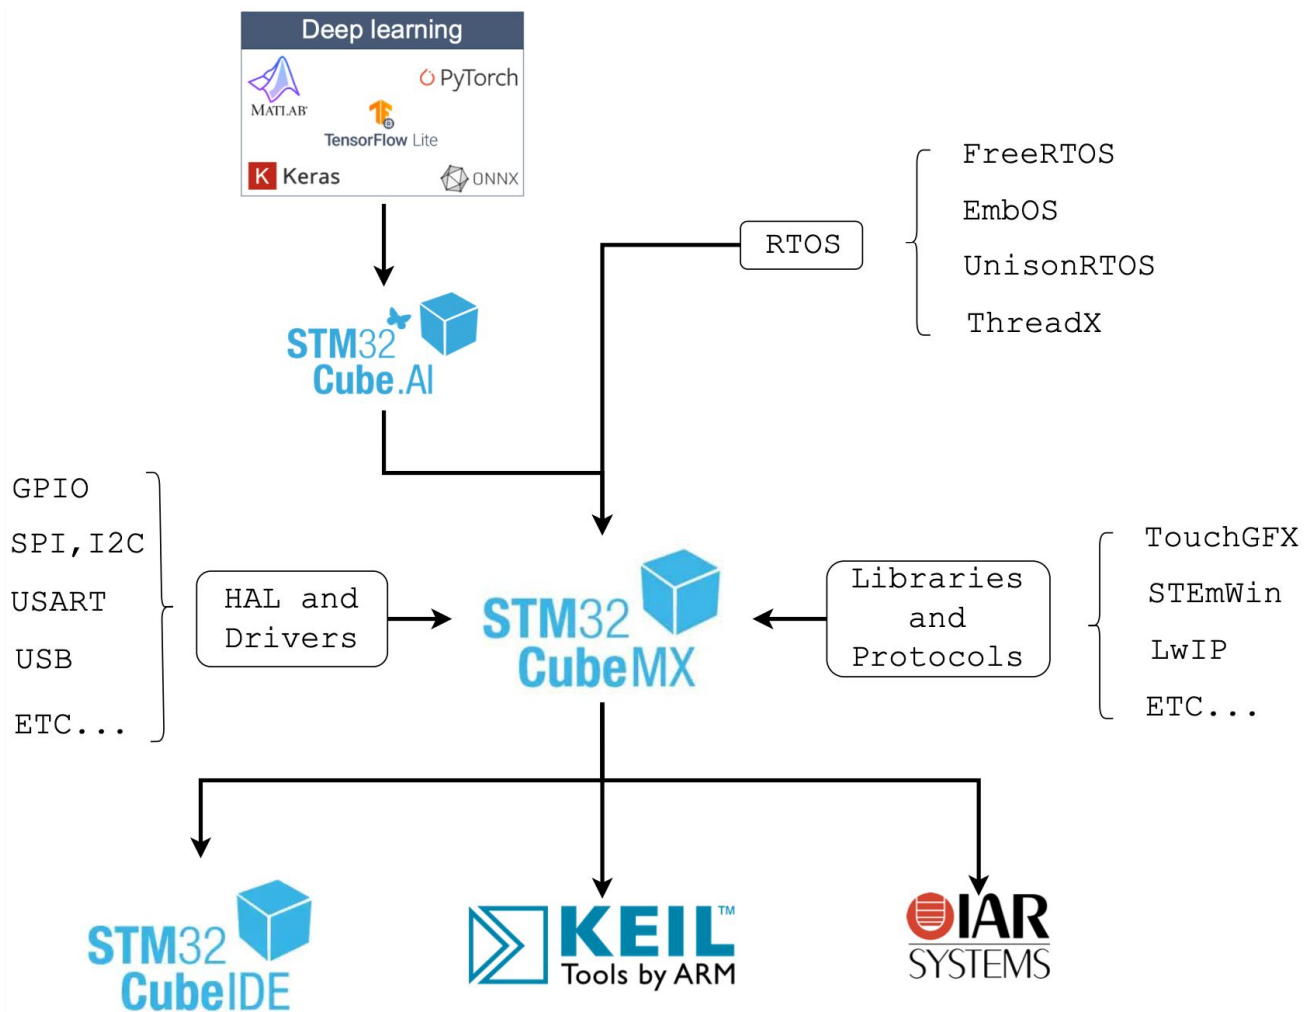 Deep learning
MATLAB
PyTorch
TensorFlow Lite
Keras
ONNX
RTOS
FreeRTOS
EmbOS
UnisonRTOS
ThreadX
STM32
Cube.AI
GPIO
SPI,I2C
USART
USB
ETC...
HAL and
Drivers
STM32
CubeMX
Libraries
and
Protocols
TouchGFX
STEmWin
LwIP
ETC...
STM32
CubeIDE
KEIL™
Tools by ARM
IAR
SYSTEMS